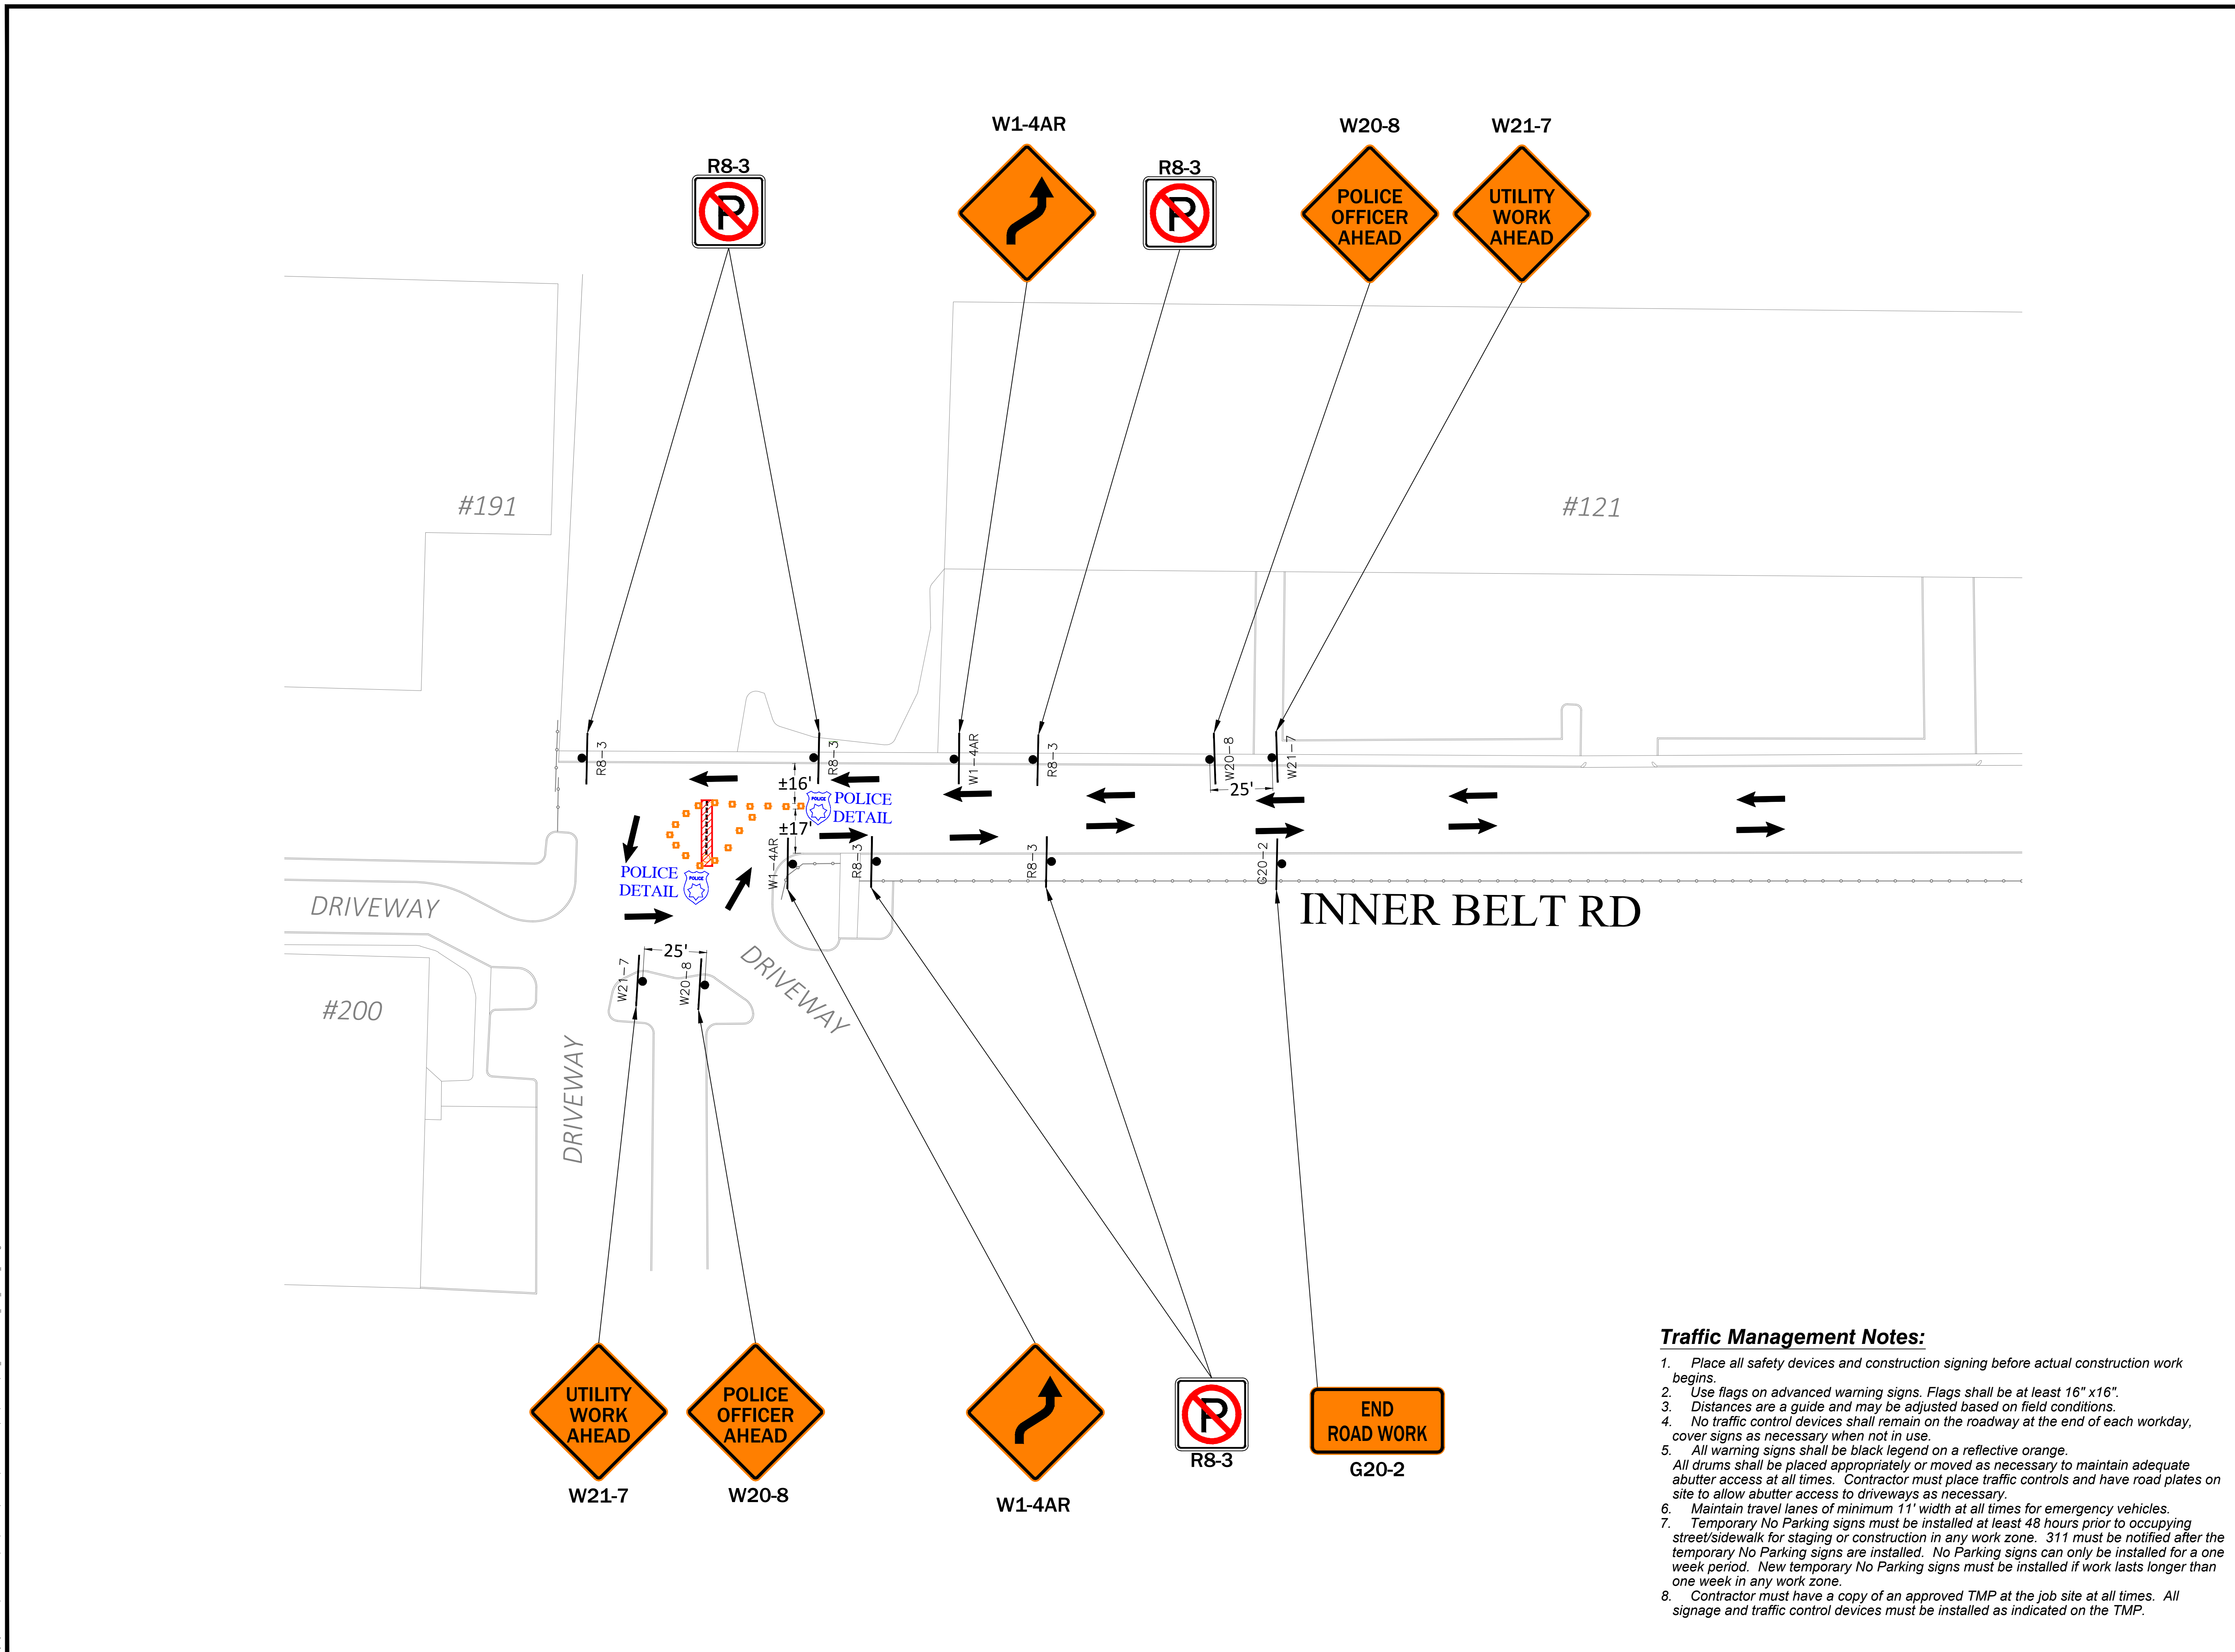 W1-4AR
W20-8
W21-7
R8-3
R8-3
POLICE
OFFICER
AHEAD
UTILITY
WORK
AHEAD
P
P
#191
#121
R8-3
R8-3
W1-4AR
R8-3
W20-8
W21-7
±16'
25'
POLICE
POLICE
DETAIL
±17'
W1-4AR
R8-3
R8-3
G20-2
POLICE
DETAIL
POLICE
INNER BELT RD
DRIVEWAY
25'
W21-7
W20-8
DRIVEWAY
#200
DRIVEWAY
UTILITY
WORK
AHEAD
W21-7
POLICE
OFFICER
AHEAD
W20-8
W1-4AR
P
R8-3
END
ROAD WORK
G20-2
Traffic Management Notes:
1. Place all safety devices and construction signing before actual construction work
begins.
2. Use flags on advanced warning signs. Flags shall be at least 16" x16".
3. Distances are a guide and may be adjusted based on field conditions.
4. No traffic control devices shall remain on the roadway at the end of each workday,
cover signs as necessary when not in use.
5. All warning signs shall be black legend on a reflective orange.
All drums shall be placed appropriately or moved as necessary to maintain adequate
abutter access at all times. Contractor must place traffic controls and have road plates on
site to allow abutter access to driveways as necessary.
6. Maintain travel lanes of minimum 11' width at all times for emergency vehicles.
7. Temporary No Parking signs must be installed at least 48 hours prior to occupying
street/sidewalk for staging or construction in any work zone. 311 must be notified after the
temporary No Parking signs are installed. No Parking signs can only be installed for a one
week period. New temporary No Parking signs must be installed if work lasts longer than
one week in any work zone.
8. Contractor must have a copy of an approved TMP at the job site at all times. All
signage and traffic control devices must be installed as indicated on the TMP.